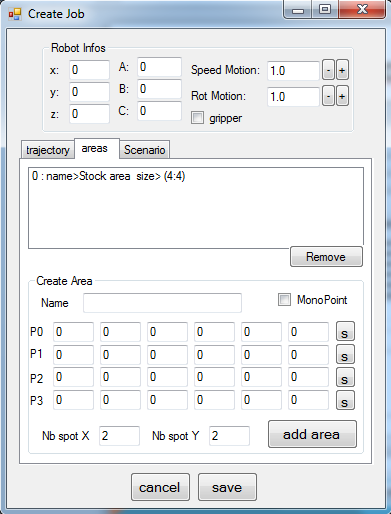 Create Job
Robot Infos
x: 0 A: 0 Speed Motion: 1.0 - +
y: 0 B: 0 Rot Motion: 1.0 - +
z: 0 C: 0 gripper
trajectory areas Scenario
0 : name>Stock area size> (4:4)
Remove
Create Area
Name MonoPoint
P0 0 0 0 0 0 0 s
P1 0 0 0 0 0 0 s
P2 0 0 0 0 0 0 s
P3 0 0 0 0 0 0 s
Nb spot X 2 Nb spot Y 2 add area
cancel save